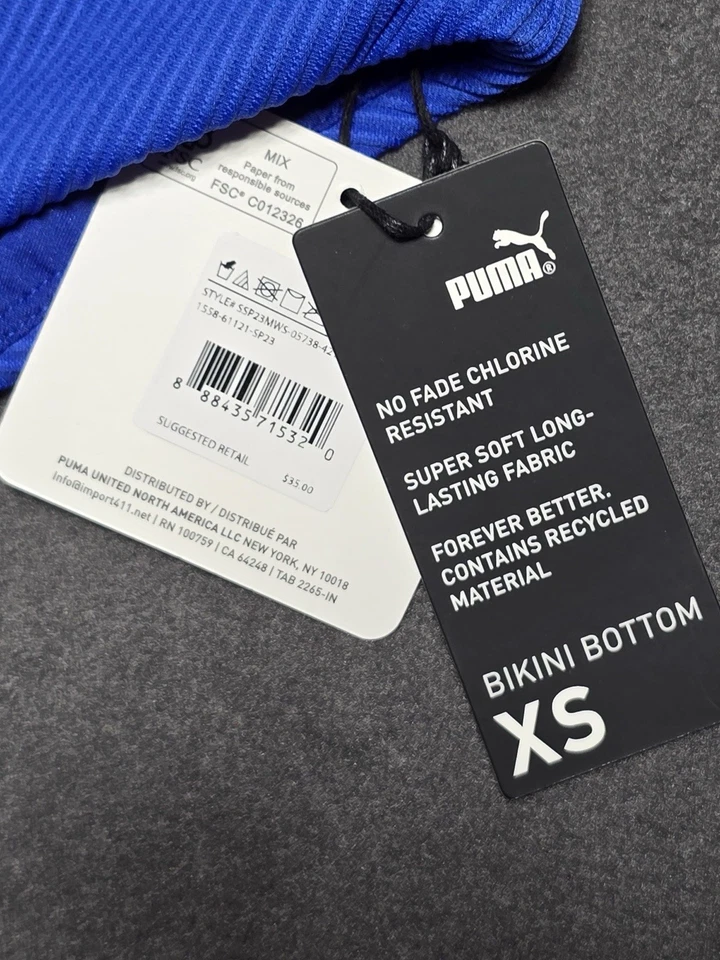 MIX
Paper from
responsible sources
FSC® C012326
STYLE# SSP23MWS-05738-42
1558-61121-SP23
8 88435 71532 0
SUGGESTED RETAIL
$35.00
DISTRIBUTED BY / DISTRIBUÉ PAR
PUMA UNITED NORTH AMERICA LLC NEW YORK, NY 10018
info@import411.net | RN 100759 | CA 64248 | TAB 2265-IN
PUMA®
NO FADE CHLORINE
RESISTANT
SUPER SOFT LONG-
LASTING FABRIC
FOREVER BETTER.
CONTAINS RECYCLED
MATERIAL
BIKINI BOTTOM
XS